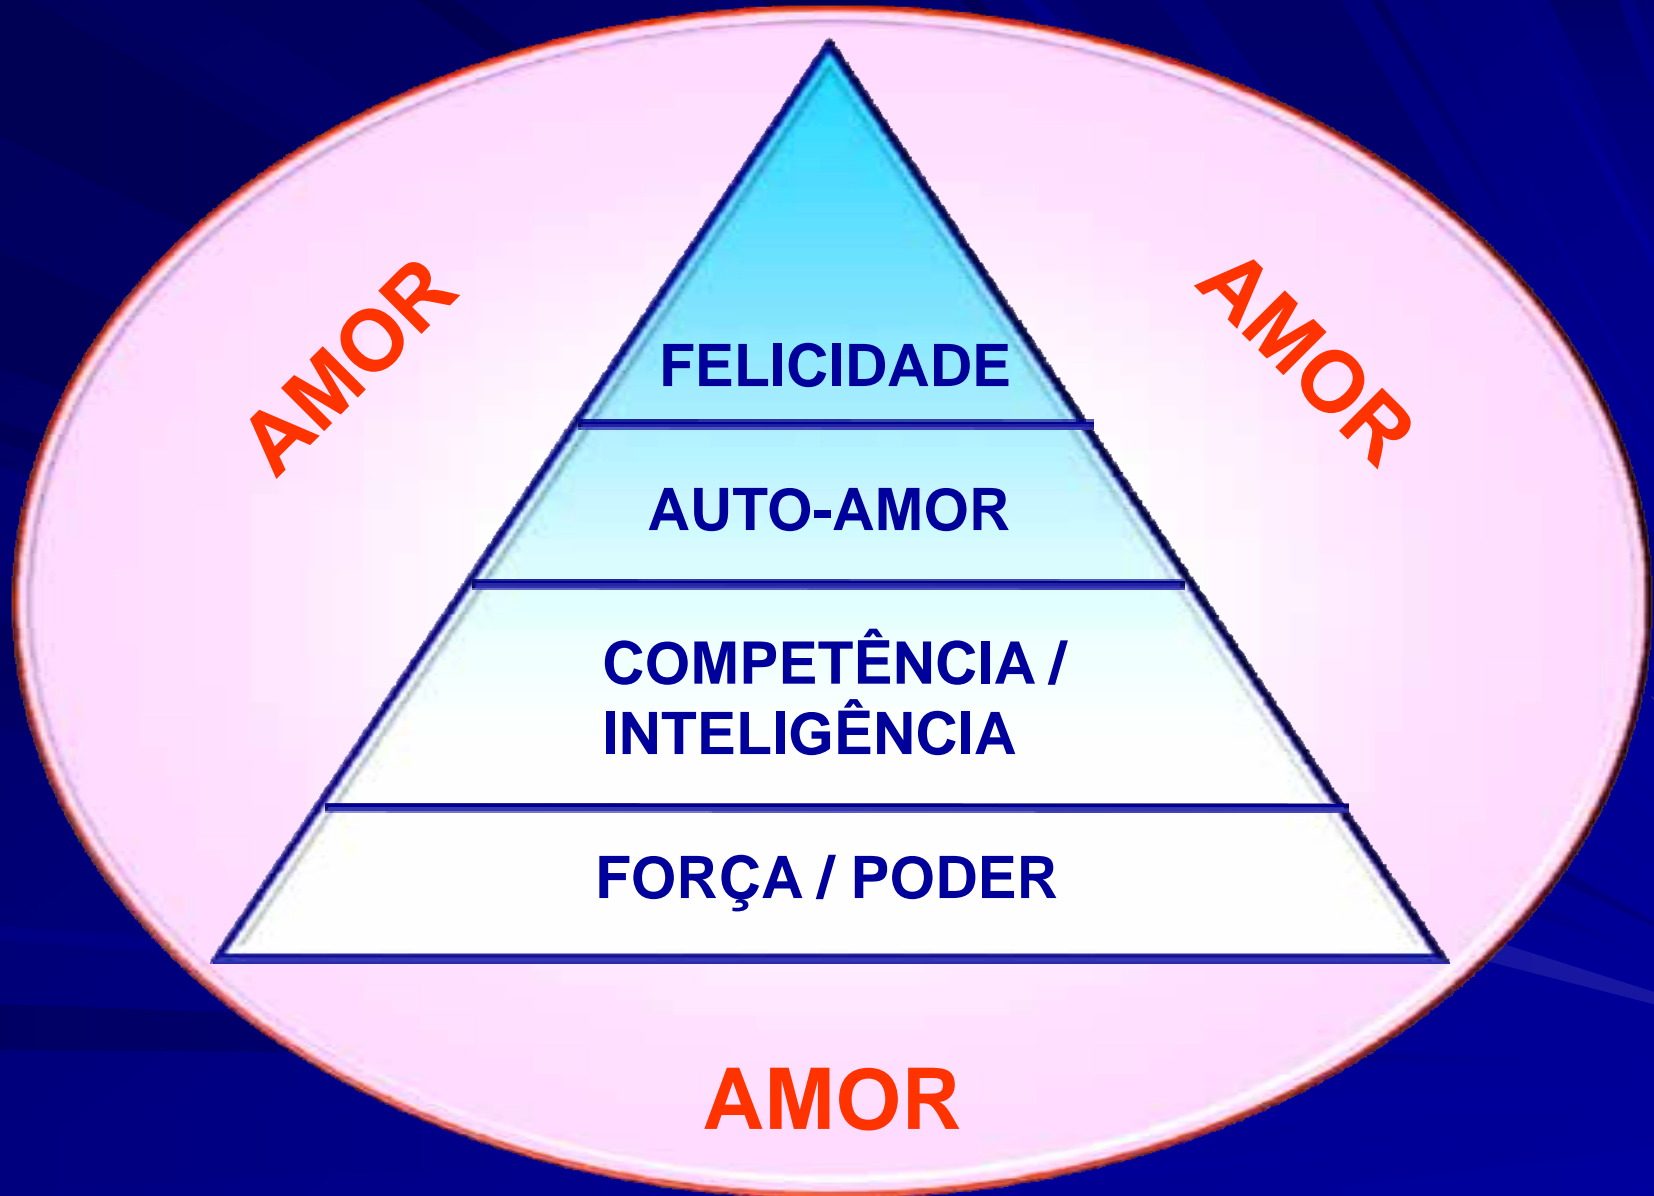 AMOR
AMOR
FELICIDADE
AUTO-AMOR
COMPETÊNCIA /
INTELIGÊNCIA
FORÇA / PODER
AMOR